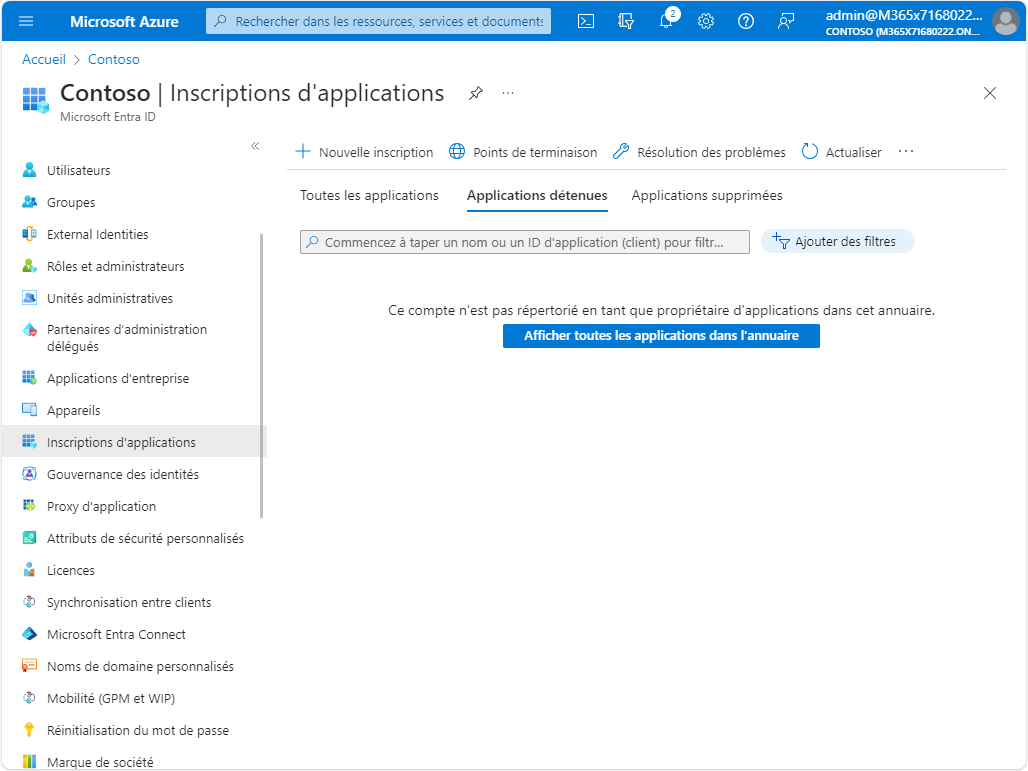 Microsoft Azure
Rechercher dans les ressources, services et documents
2
admin@M365x7168022...
CONTOSO (M365X71680222.ON...
Accueil > Contoso
Contoso | Inscriptions d'applications
Microsoft Entra ID
Nouvelle inscription
Points de terminaison
Résolution des problèmes
Actualiser
Toutes les applications
Applications détenues
Applications supprimées
Commencez à taper un nom ou un ID d'application (client) pour filtr...
Ajouter des filtres
Ce compte n'est pas répertorié en tant que propriétaire d'applications dans cet annuaire.
Afficher toutes les applications dans l'annuaire
Utilisateurs
Groupes
External Identities
Rôles et administrateurs
Unités administratives
Partenaires d'administration
délégués
Applications d'entreprise
Appareils
Inscriptions d'applications
Gouvernance des identités
Proxy d'application
Attributs de sécurité personnalisés
Licences
Synchronisation entre clients
Microsoft Entra Connect
Noms de domaine personnalisés
Mobilité (GPM et WIP)
Réinitialisation du mot de passe
Marque de société